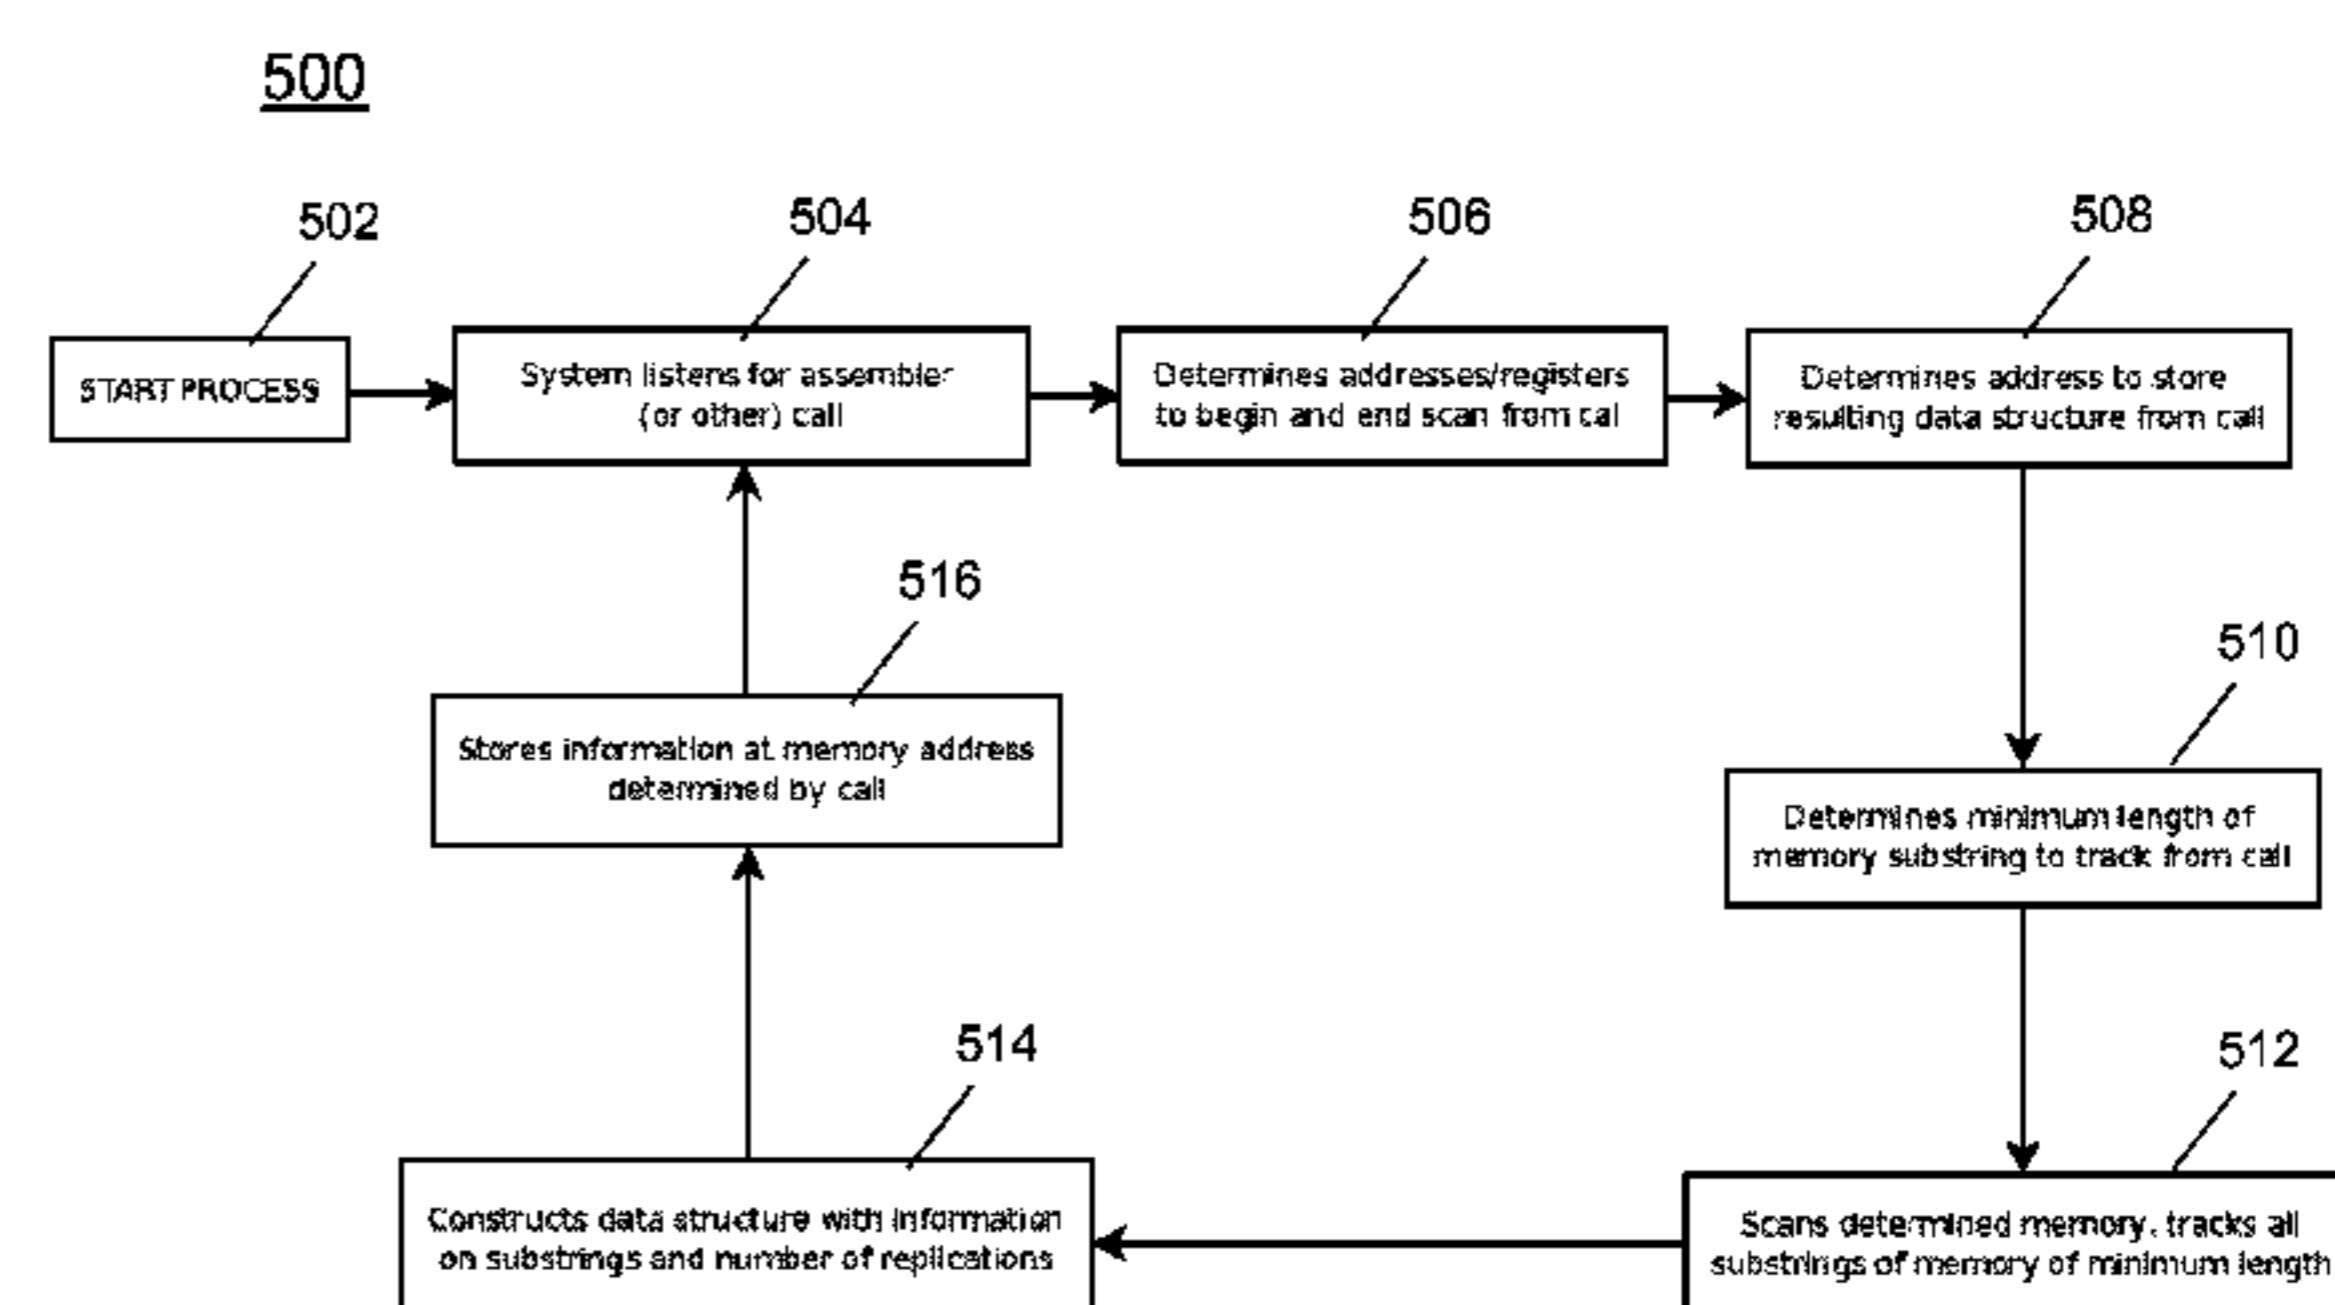 500
502
504
506
508
START PROCESS
System listens for assembler
(or other) call
Determines addresses/registers
to begin and end scan from cal
Determines address to store
resulting data structure from call
516
510
Stores information at memory address
determined by call
Determines minimum length of
memory substring to track from call
514
512
Constructs data structure with information
on substrings and number of replications
Scans determined memory, tracks all
substrings of memory of minimum length